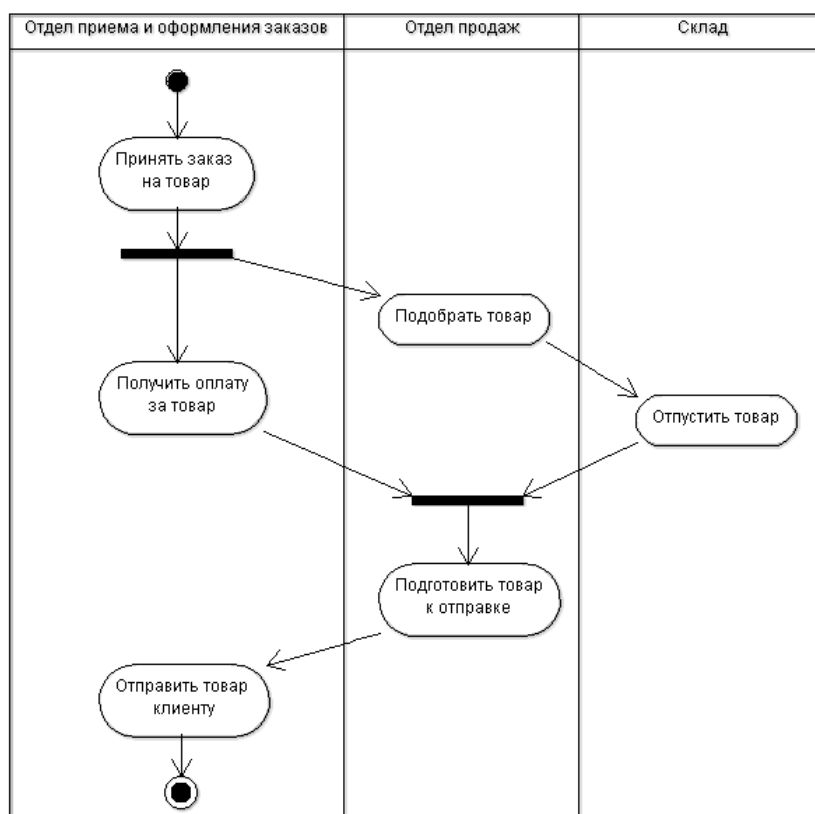 Отдел приема и оформления заказов
Отдел продаж
Склад
Принять заказ
на товар
Подобрать товар
Получить оплату
за товар
Отпустить товар
Подготовить товар
к отправке
Отправить товар
клиенту